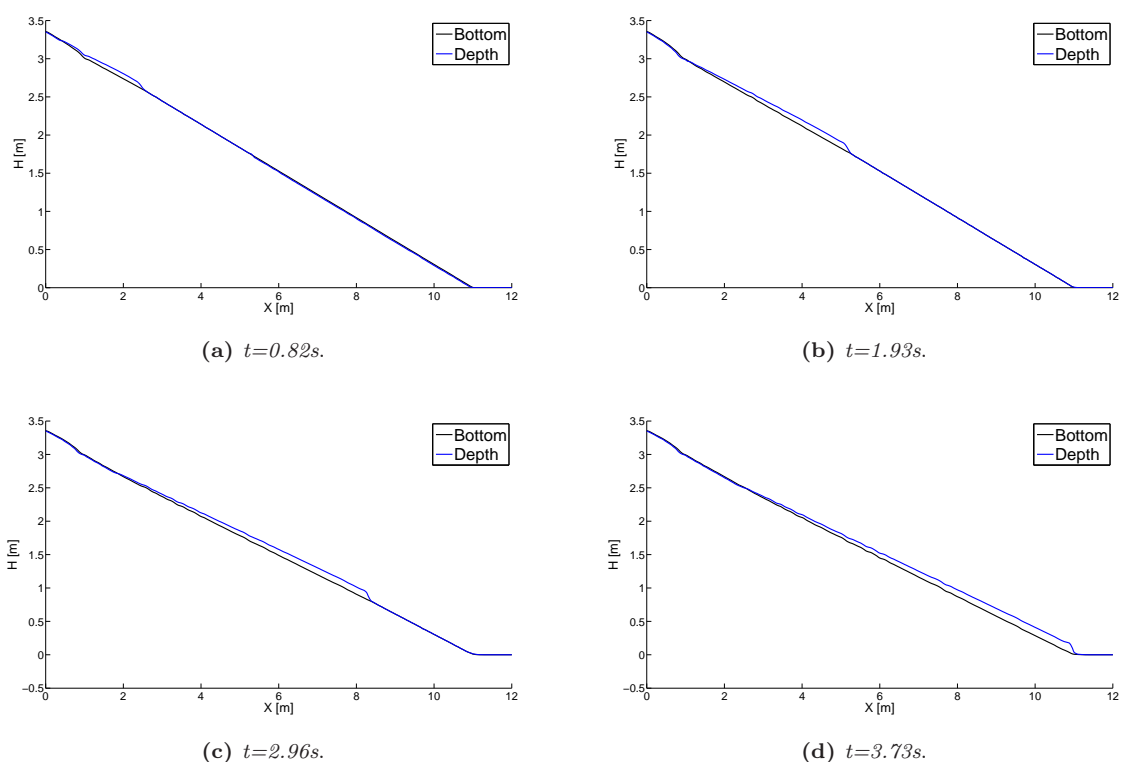 3.5
3
2.5
2
1.5
1
0.5
0
H [m]
0 2 4 6 8 10 12
X [m]
Bottom
Depth
(a) t=0.82s.
3.5
3
2.5
2
1.5
1
0.5
0
H [m]
0 2 4 6 8 10 12
X [m]
Bottom
Depth
(b) t=1.93s.
3.5
3
2.5
2
1.5
1
0.5
0
−0.5
H [m]
0 2 4 6 8 10 12
X [m]
Bottom
Depth
(c) t=2.96s.
3.5
3
2.5
2
1.5
1
0.5
0
−0.5
H [m]
0 2 4 6 8 10 12
X [m]
Bottom
Depth
(d) t=3.73s.